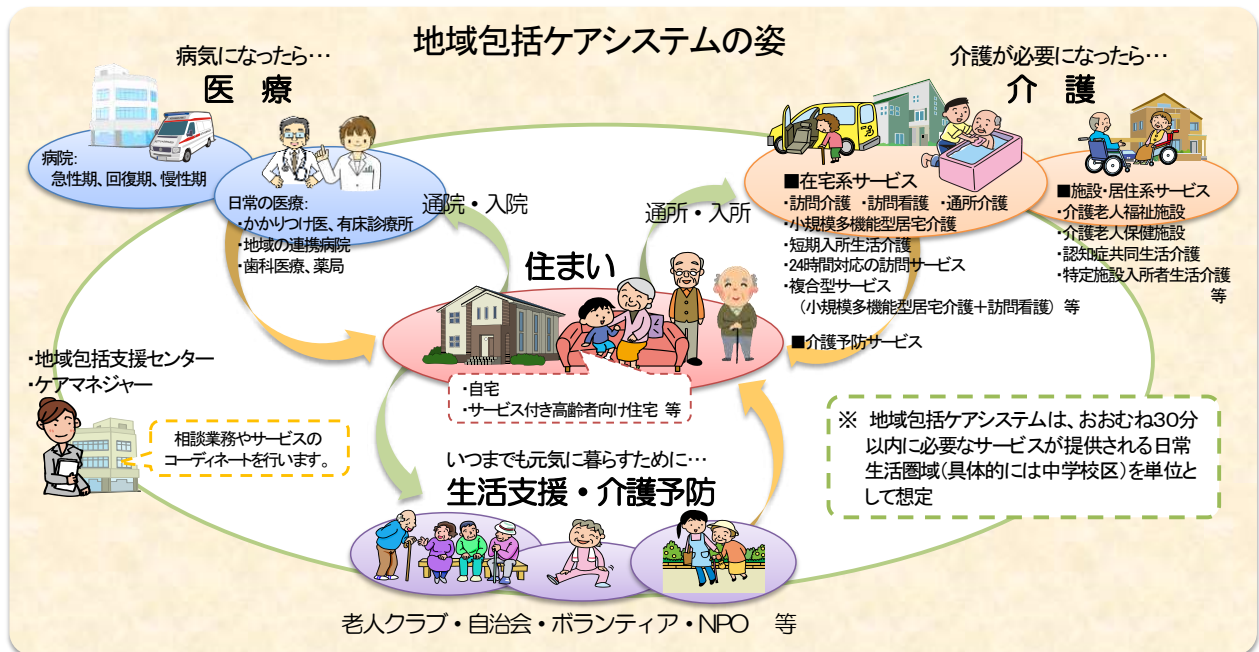 地域包括ケアシステムの姿
病気になったら…
医 療
病院:
急性期、回復期、慢性期
日常の医療:
・かかりつけ医、有床診療所
・地域の連携病院
・歯科医療、薬局
通院・入院
通所・入所
介護が必要になったら…
介 護
■在宅系サービス
・訪問介護 ・訪問看護 ・通所介護
・小規模多機能型居宅介護
・短期入所生活介護
・24時間対応の訪問サービス
・複合型サービス
（小規模多機能型居宅介護＋訪問看護） 等
■介護予防サービス
■施設・居住系サービス
・介護老人福祉施設
・介護老人保健施設
・認知症共同生活介護
・特定施設入所者生活介護
等
住まい
・自宅
・サービス付き高齢者向け住宅 等
・地域包括支援センター
・ケアマネジャー
相談業務やサービスの
コーディネートを行います。
いつまでも元気に暮らすために…
生活支援・介護予防
老人クラブ・自治会・ボランティア・NPO 等
※ 地域包括ケアシステムは、おおむね30分
以内に必要なサービスが提供される日常
生活圏域（具体的には中学校区）を単位と
して想定